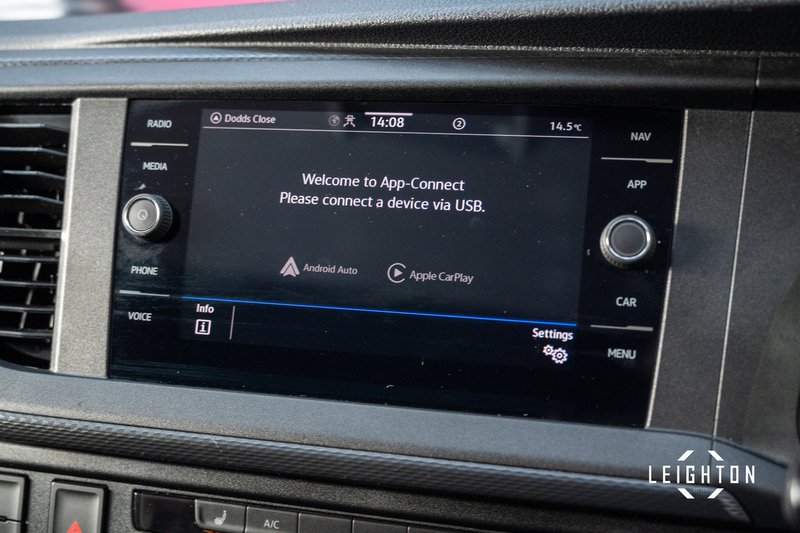 RADIO
MEDIA
PHONE
VOICE
Dodds Close
14:08
2
14.5°C
Welcome to App-Connect
Please connect a device via USB.
Android Auto
Apple CarPlay
Info
i
Settings
NAV
APP
CAR
MENU
A/C
LEIGHTON